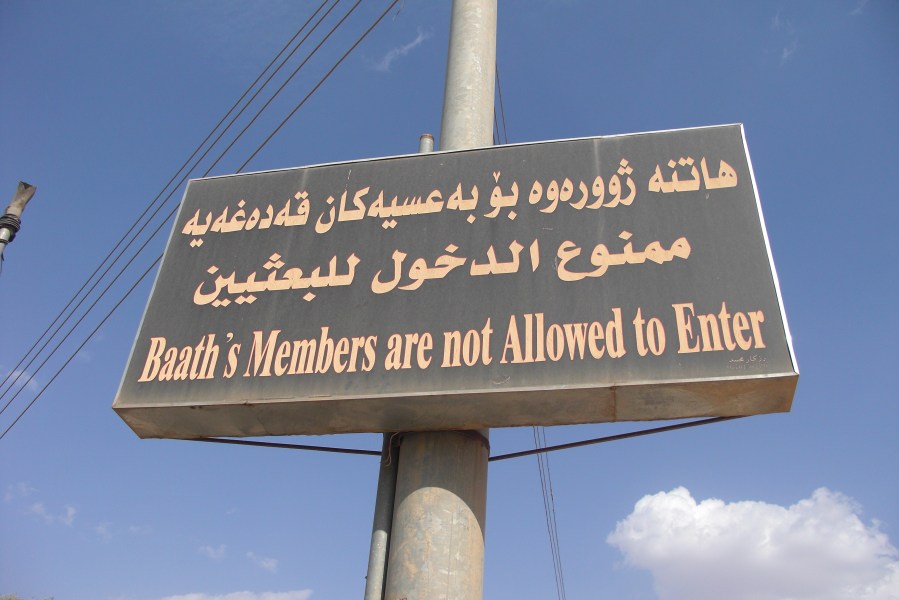 هاتنە ژوورەوە بۆ بەعسیەکان قەدەغەیە
ممنوع الدخول للبعثيين
Baath's Members are not Allowed to Enter